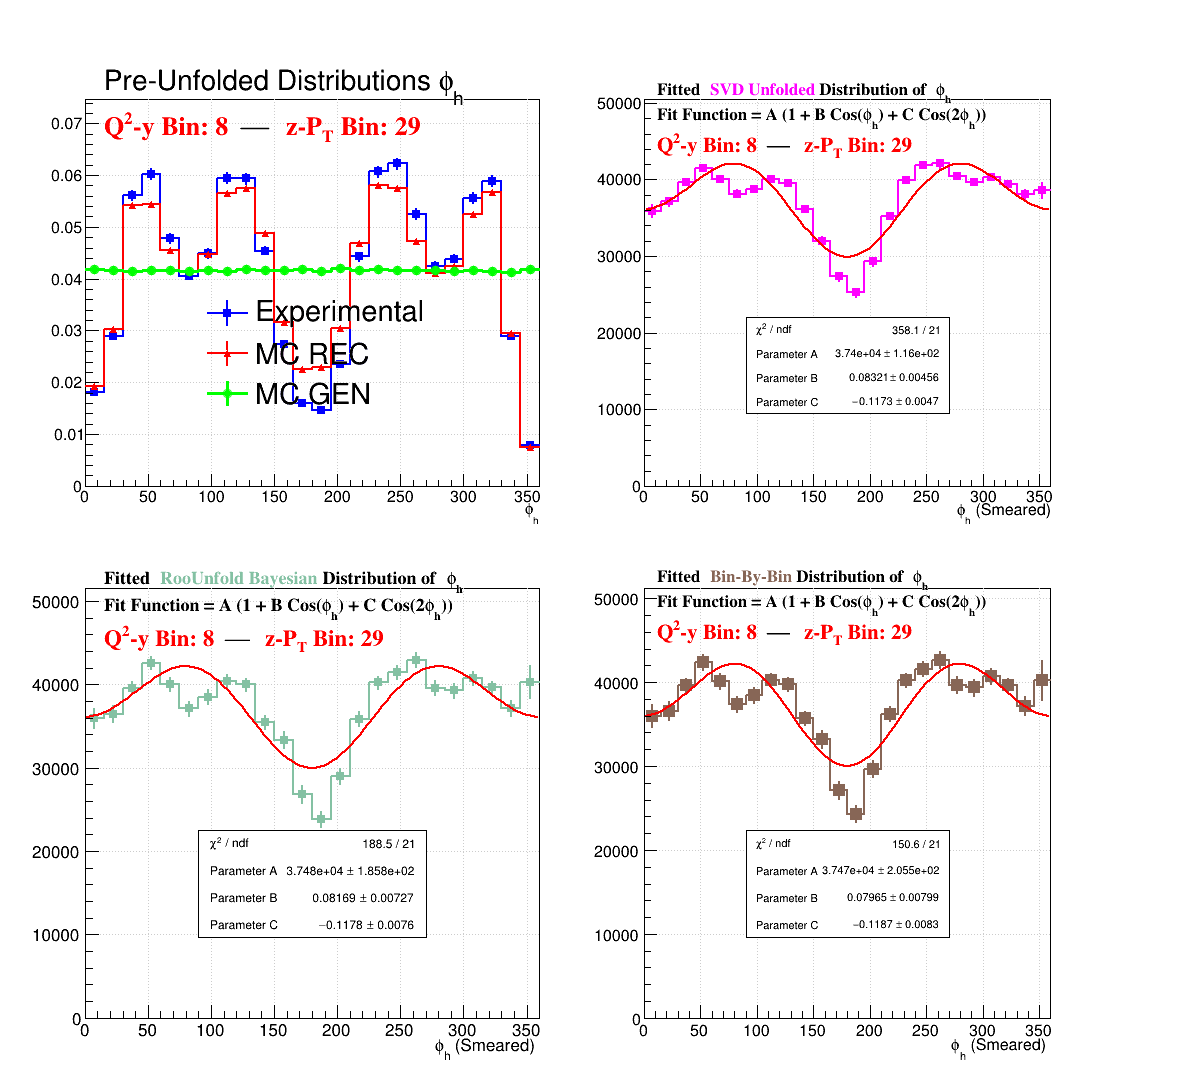 Pre-Unfolded Distributions ϕh
Q²-y Bin: 8 — z-PT Bin: 29
0.07
0.06
0.05
0.04
0.03
0.02
0.01
0
Experimental
MC REC
MC GEN
0 50 100 150 200 250 300 350
ϕh
Fitted SVD Unfolded Distribution of ϕh
Fit Function = A (1 + B Cos(ϕh) + C Cos(2ϕh))
Q²-y Bin: 8 — z-PT Bin: 29
50000
40000
30000
20000
10000
0
χ² / ndf 358.1 / 21
Parameter A 3.74e+04 ± 1.16e+02
Parameter B 0.08321 ± 0.00456
Parameter C −0.1173 ± 0.0047
0 50 100 150 200 250 300 350
ϕh (Smeared)
Fitted RooUnfold Bayesian Distribution of ϕh
Fit Function = A (1 + B Cos(ϕh) + C Cos(2ϕh))
Q²-y Bin: 8 — z-PT Bin: 29
50000
40000
30000
20000
10000
0
χ² / ndf 188.5 / 21
Parameter A 3.748e+04 ± 1.858e+02
Parameter B 0.08169 ± 0.00727
Parameter C −0.1178 ± 0.0076
0 50 100 150 200 250 300 350
ϕh (Smeared)
Fitted Bin-By-Bin Distribution of ϕh
Fit Function = A (1 + B Cos(ϕh) + C Cos(2ϕh))
Q²-y Bin: 8 — z-PT Bin: 29
50000
40000
30000
20000
10000
0
χ² / ndf 150.6 / 21
Parameter A 3.747e+04 ± 2.055e+02
Parameter B 0.07965 ± 0.00799
Parameter C −0.1187 ± 0.0083
0 50 100 150 200 250 300 350
ϕh (Smeared)